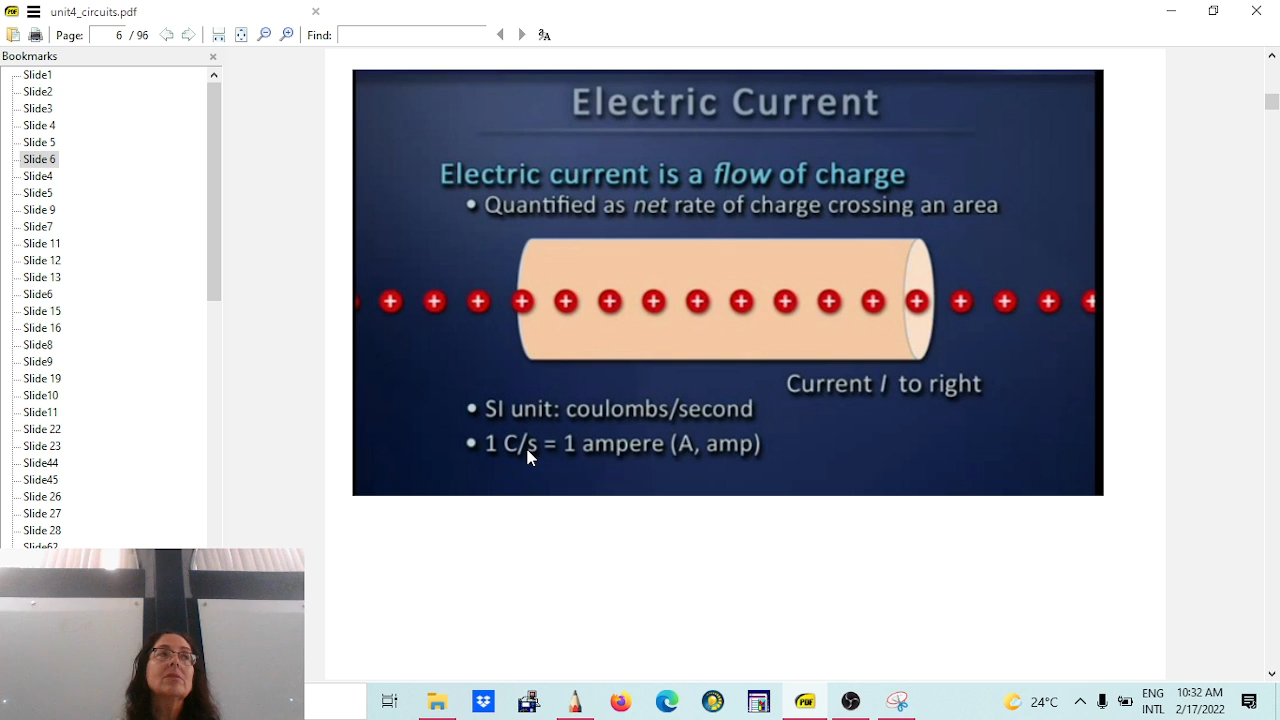 unit4_circuits.pdf
Page: 6 / 96 Find:
Bookmarks
Slide1
Slide2
Slide3
Slide 4
Slide 5
Slide 6
Slide4
Slide5
Slide 9
Slide7
Slide 11
Slide 12
Slide 13
Slide6
Slide 15
Slide 16
Slide8
Slide9
Slide 19
Slide10
Slide11
Slide 22
Slide 23
Slide44
Slide45
Slide 26
Slide 27
Slide 28
Electric Current
Electric current is a flow of charge
• Quantified as net rate of charge crossing an area
Current I to right
• SI unit: coulombs/second
• 1 C/s = 1 ampere (A, amp)
24°C
ENG
INTL
10:32 AM
2/17/2022